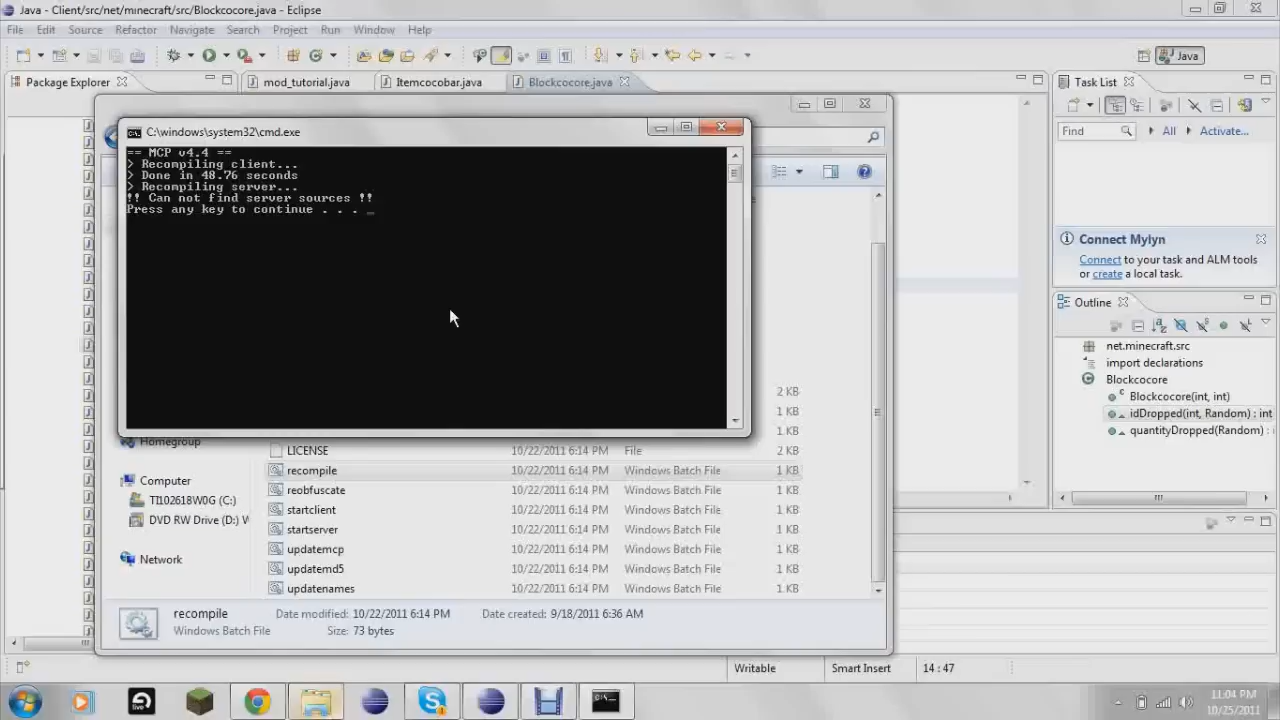 Java - Client/src/net/minecraft/src/Blockcocore.java - Eclipse
File Edit Source Refactor Navigate Search Project Run Window Help
Java
Package Explorer
mod_tutorial.java
Itemcocobar.java
Blockcocore.java
Task List
Find
All
Activate...
C:\windows\system32\cmd.exe
== MCP v4.4 ==
> Recompiling client...
> Done in 48.76 seconds
> Recompiling server...
!! Can not find server sources !!
Press any key to continue . . . _
Connect Mylyn
Connect to your task and ALM tools
or create a local task.
Outline
net.minecraft.src
import declarations
Blockcocore
Blockcocore(int, int)
idDropped(int, Random) : int
quantityDropped(Random) :
2 KB
1 KB
1 KB
Homegroup
Computer
TI102618W0G (C:)
DVD RW Drive (D:) W
Network
LICENSE 10/22/2011 6:14 PM File 2 KB
recompile 10/22/2011 6:14 PM Windows Batch File 1 KB
reobfuscate 10/22/2011 6:14 PM Windows Batch File 1 KB
startclient 10/22/2011 6:14 PM Windows Batch File 1 KB
startserver 10/22/2011 6:14 PM Windows Batch File 1 KB
updatemcp 10/22/2011 6:14 PM Windows Batch File 1 KB
updatemd5 10/22/2011 6:14 PM Windows Batch File 1 KB
updatenames 10/22/2011 6:14 PM Windows Batch File 1 KB
recompile Date modified: 10/22/2011 6:14 PM Date created: 9/18/2011 6:36 AM
Windows Batch File Size: 73 bytes
Writable Smart Insert 14 : 47
live
11:04 PM
10/25/2011